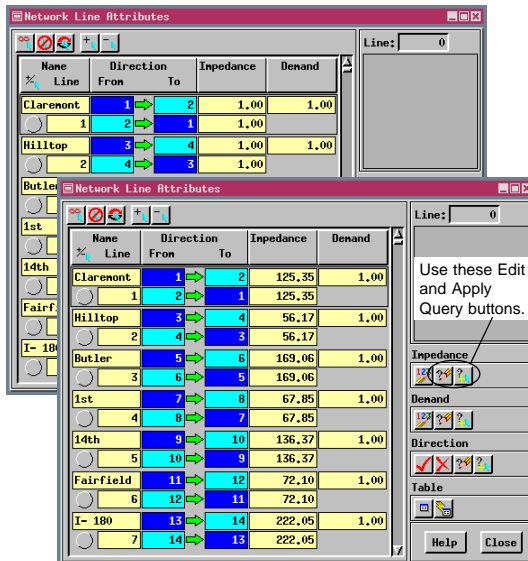 Network Line Attributes
Line: 0
Name Direction Impedance Demand
Line From To
Claremont 1 2 1.00 1.00
1 2 1 1.00
Hilltop 3 4 1.00 1.00
2 4 3 1.00
Butler
1st
14th
Fairf
I- 180
Network Line Attributes
Line: 0
Name Direction Impedance Demand
Line From To
Claremont 1 2 125.35 1.00
1 2 1 125.35
Hilltop 3 4 56.17 1.00
2 4 3 56.17
Butler 5 6 169.06 1.00
3 6 5 169.06
1st 7 8 67.85 1.00
4 8 7 67.85
14th 9 10 136.37 1.00
5 10 9 136.37
Fairfield 11 12 72.10 1.00
6 12 11 72.10
I- 180 13 14 222.05 1.00
7 14 13 222.05
Use these Edit
and Apply
Query buttons.
Impedance
123 ? ?
Demand
123 ? ?
Direction
? ?
Table
Help Close